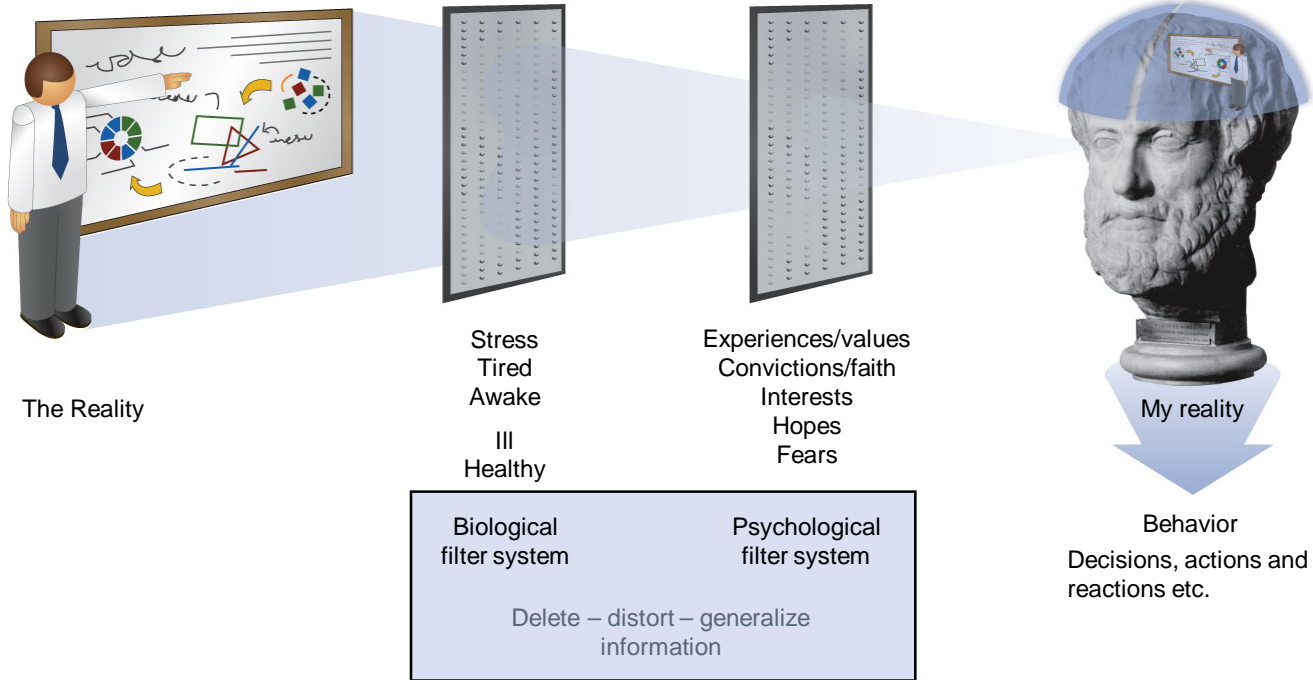 The Reality
Stress
Tired
Awake
Ill
Healthy
Experiences/values
Convictions/faith
Interests
Hopes
Fears
My reality
Biological
filter system
Psychological
filter system
Delete – distort – generalize
information
Behavior
Decisions, actions and
reactions etc.